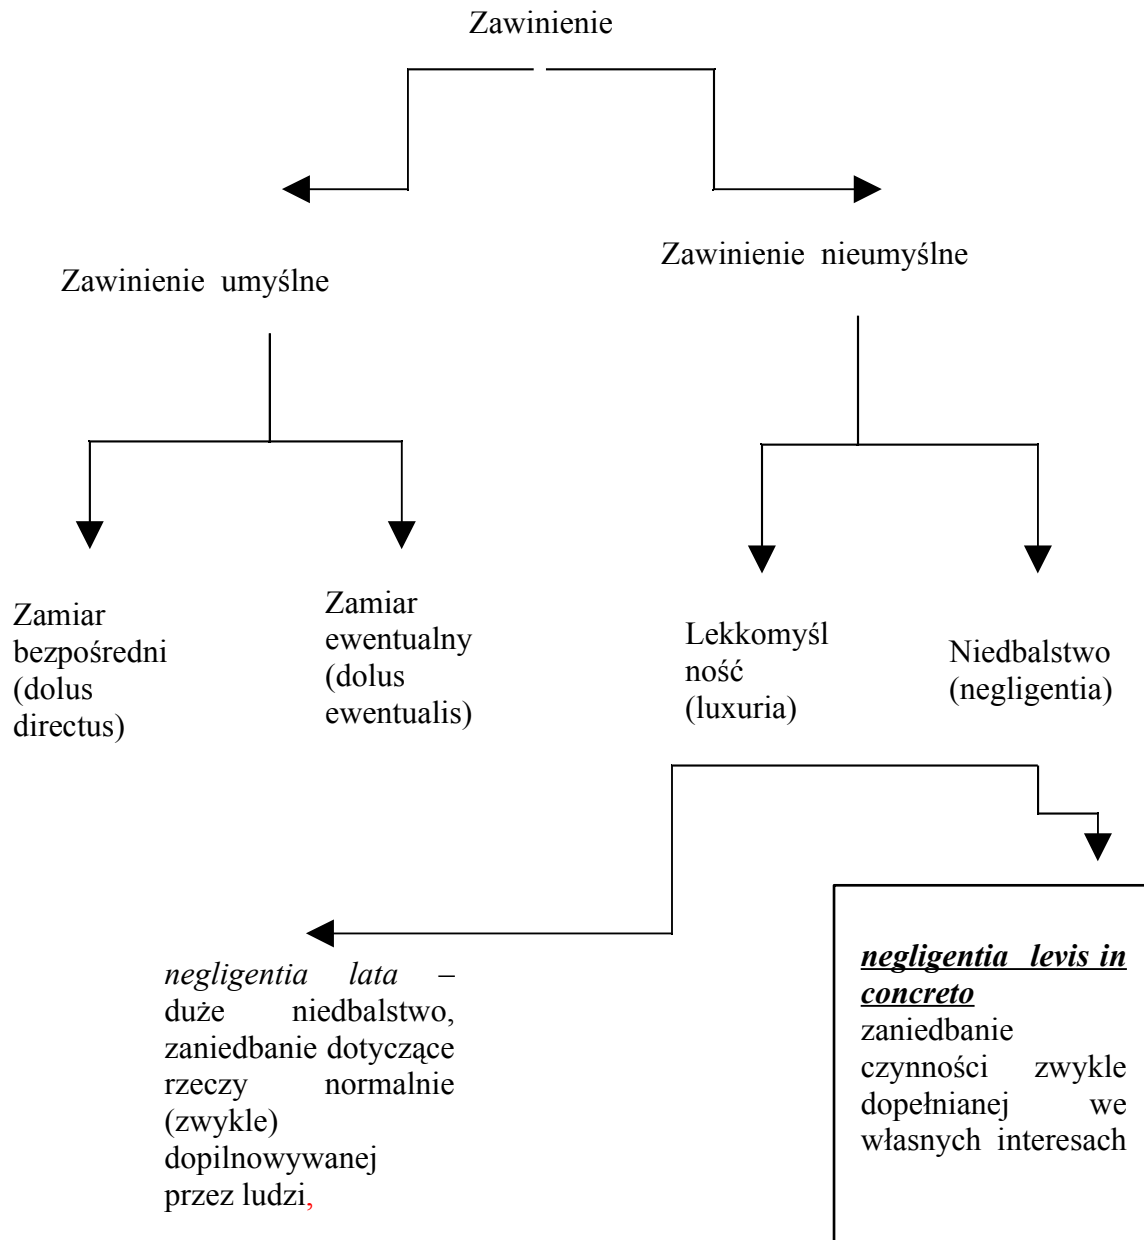 Zawinienie
Zawinienie nieumyślne
Zawinienie umyślne
Zamiar
bezpośredni
(dolus
directus)
Zamiar
ewentualny
(dolus
ewentualis)
Lekkomyśl
ność
(luxuria)
Niedbalstwo
(negligentia)
negligentia lata –
duże niedbalstwo,
zaniedbanie dotyczące
rzeczy normalnie
(zwykle)
dopilnowywanej
przez ludzi,
negligentia levis in
concreto
zaniedbanie
czynności zwykle
dopełnianej we
własnych interesach